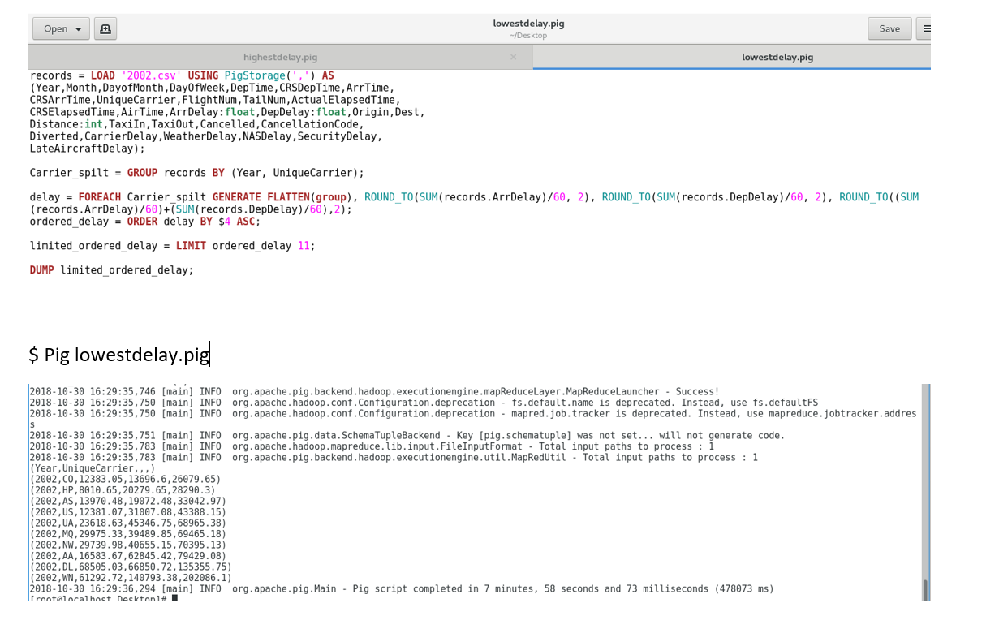 Open
lowestdelay.pig
~/Desktop
Save
highestdelay.pig
lowestdelay.pig
records = LOAD '2002.csv' USING PigStorage(',') AS
(Year,Month,DayofMonth,DayOfWeek,DepTime,CRSDepTime,ArrTime,
CRSArrTime,UniqueCarrier,FlightNum,TailNum,ActualElapsedTime,
CRSElapsedTime,AirTime,ArrDelay:float,DepDelay:float,Origin,Dest,
Distance:int,TaxiIn,TaxiOut,Cancelled,CancellationCode,
Diverted,CarrierDelay,WeatherDelay,NASDelay,SecurityDelay,
LateAircraftDelay);
Carrier_spilt = GROUP records BY (Year, UniqueCarrier);
delay = FOREACH Carrier_spilt GENERATE FLATTEN(group), ROUND_TO(SUM(records.ArrDelay)/60, 2), ROUND_TO(SUM(records.DepDelay)/60, 2), ROUND_TO((SUM
(records.ArrDelay)/60)+(SUM(records.DepDelay)/60),2);
ordered_delay = ORDER delay BY $4 ASC;
limited_ordered_delay = LIMIT ordered_delay 11;
DUMP limited_ordered_delay;
$ Pig lowestdelay.pig
2018-10-30 16:29:35,746 [main] INFO  org.apache.pig.backend.hadoop.executionengine.mapReduceLayer.MapReduceLauncher - Success!
2018-10-30 16:29:35,750 [main] INFO  org.apache.hadoop.conf.Configuration.deprecation - fs.default.name is deprecated. Instead, use fs.defaultFS
2018-10-30 16:29:35,750 [main] INFO  org.apache.hadoop.conf.Configuration.deprecation - mapred.job.tracker is deprecated. Instead, use mapreduce.jobtracker.addres
s
2018-10-30 16:29:35,751 [main] INFO  org.apache.pig.data.SchemaTupleBackend - Key [pig.schematuple] was not set... will not generate code.
2018-10-30 16:29:35,783 [main] INFO  org.apache.hadoop.mapreduce.lib.input.FileInputFormat - Total input paths to process : 1
2018-10-30 16:29:35,783 [main] INFO  org.apache.pig.backend.hadoop.executionengine.util.MapRedUtil - Total input paths to process : 1
(Year,UniqueCarrier,,,)
(2002,CO,12383.05,13696.6,26079.65)
(2002,HP,8010.65,20279.65,28290.3)
(2002,AS,13970.48,19072.48,33042.97)
(2002,US,12381.07,31007.08,43388.15)
(2002,UA,23618.63,45346.75,68965.38)
(2002,MQ,29975.33,39489.85,69465.18)
(2002,NW,29739.98,40655.15,70395.13)
(2002,AA,16583.67,62845.42,79429.08)
(2002,DL,68505.03,66850.72,135355.75)
(2002,WN,61292.72,140793.38,202086.1)
2018-10-30 16:29:36,294 [main] INFO  org.apache.pig.Main - Pig script completed in 7 minutes, 58 seconds and 73 milliseconds (478073 ms)
[root@localhost Desktop]#